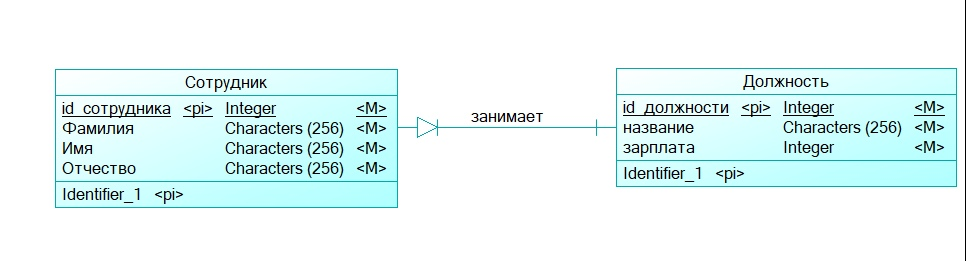 Сотрудник
id_сотрудника <pi> Integer <M>
Фамилия Characters (256) <M>
Имя Characters (256) <M>
Отчество Characters (256) <M>
Identifier_1 <pi>
занимает
Должность
id_должности <pi> Integer <M>
название Characters (256) <M>
зарплата Integer <M>
Identifier_1 <pi>